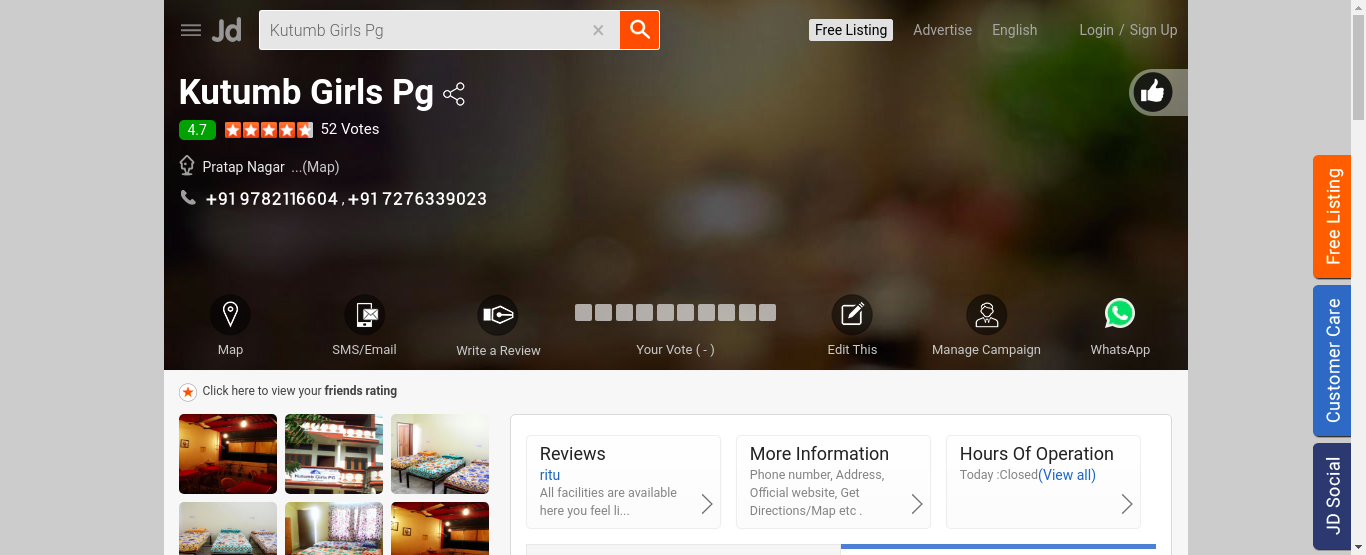 Jd
Kutumb Girls Pg
Free Listing
Advertise
English
Login / Sign Up
Kutumb Girls Pg
4.7
52 Votes
Pratap Nagar ...(Map)
+91 9782116604 , +91 7276339023
Map
SMS/Email
Write a Review
Your Vote ( - )
Edit This
Manage Campaign
WhatsApp
Free Listing
Customer Care
JD Social
Click here to view your friends rating
Kutumb Girls PG
Reviews
ritu
All facilities are available
here you feel li...
More Information
Phone number, Address,
Official website, Get
Directions/Map etc .
Hours Of Operation
Today :Closed(View all)